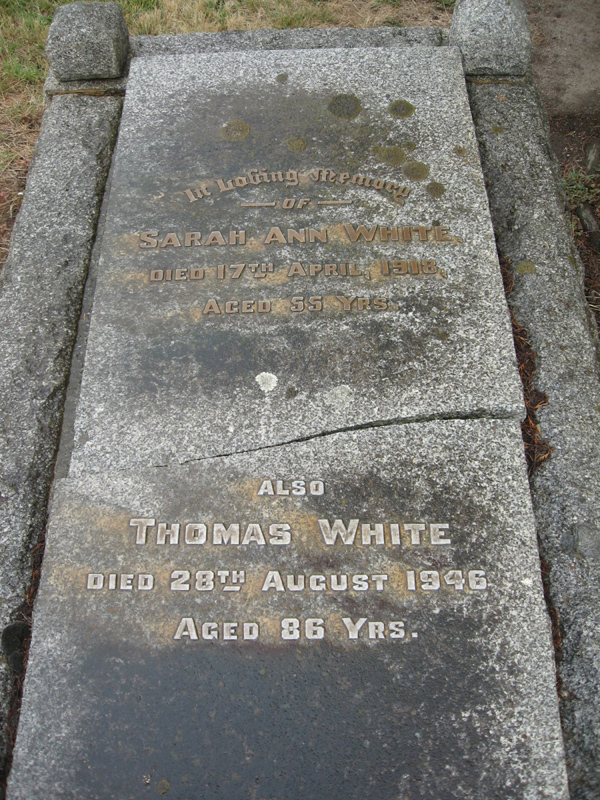 In Loving Memory
OF
SARAH ANN WHITE,
DIED 17TH APRIL, 1918,
AGED 55 YRS.
ALSO
THOMAS WHITE
DIED 28TH AUGUST 1946
AGED 86 YRS.